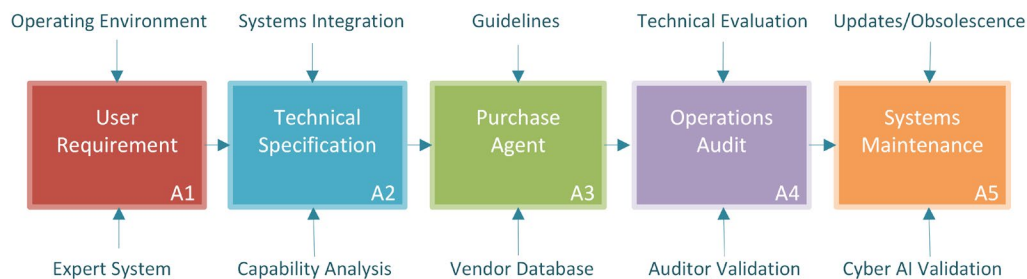 Operating Environment
Systems Integration
Guidelines
Technical Evaluation
Updates/Obsolescence
User
Requirement
A1
Technical
Specification
A2
Purchase
Agent
A3
Operations
Audit
A4
Systems
Maintenance
A5
Expert System
Capability Analysis
Vendor Database
Auditor Validation
Cyber AI Validation